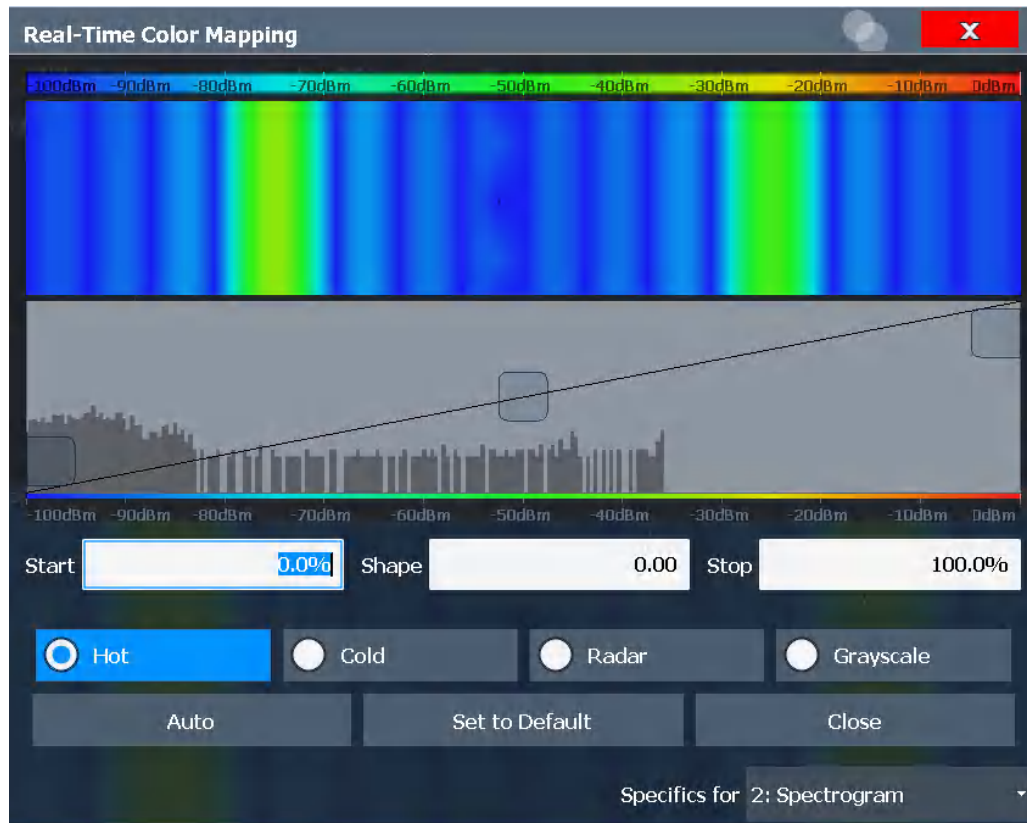 Real-Time Color Mapping
X
-100dBm -90dBm -80dBm -70dBm -60dBm -50dBm -40dBm -30dBm -20dBm -10dBm 0dBm
-100dBm -90dBm -80dBm -70dBm -60dBm -50dBm -40dBm -30dBm -20dBm -10dBm 0dBm
Start 0.0% Shape 0.00 Stop 100.0%
Hot Cold Radar Grayscale
Auto Set to Default Close
Specifics for 2: Spectrogram